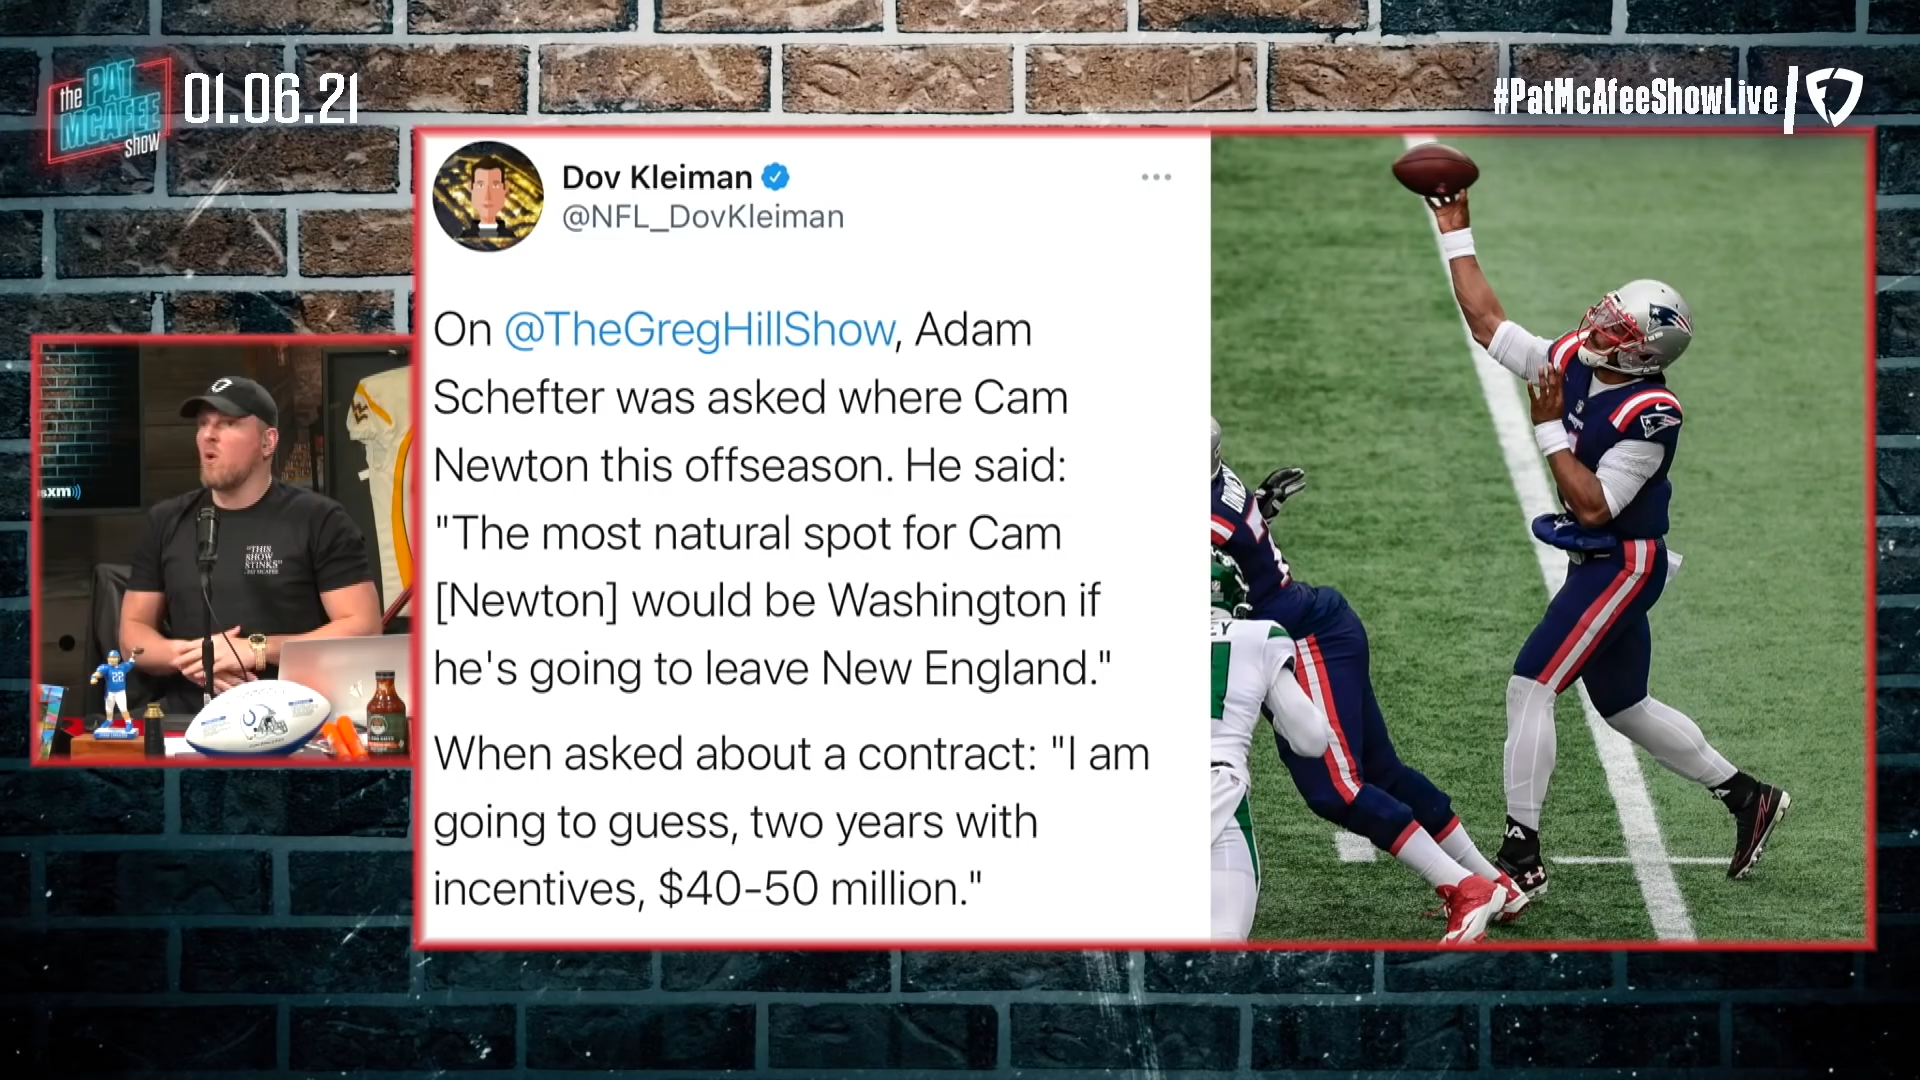 the PAT
MCAFEE
show
01.06.21
#PatMcAfeeShowLive
Dov Kleiman
@NFL_DovKleiman
On @TheGregHillShow, Adam
Schefter was asked where Cam
Newton this offseason. He said:
"The most natural spot for Cam
[Newton] would be Washington if
he's going to leave New England."
When asked about a contract: "I am
going to guess, two years with
incentives, $40-50 million."
sxm
"THIS
SHOW
STINKS"
- PAT MCAFEE
22